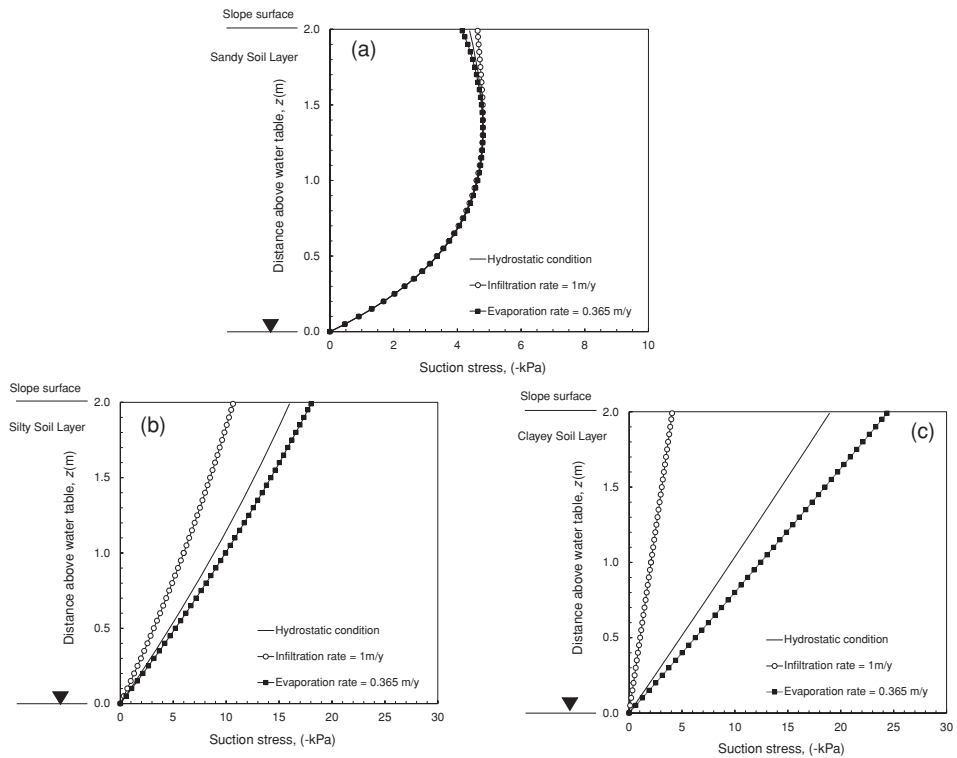 Slope surface
Sandy Soil Layer
(a)
Distance above water table, z(m)
2.0
1.5
1.0
0.5
0.0
Hydrostatic condition
Infiltration rate = 1m/y
Evaporation rate = 0.365 m/y
0 2 4 6 8 10
Suction stress, (-kPa)
Slope surface
Silty Soil Layer
(b)
Distance above water table, z(m)
2.0
1.5
1.0
0.5
0.0
Hydrostatic condition
Infiltration rate = 1m/y
Evaporation rate = 0.365 m/y
0 5 10 15 20 25 30
Suction stress, (-kPa)
Slope surface
Clayey Soil Layer
(c)
Distance above water table, z(m)
2.0
1.5
1.0
0.5
0.0
Hydrostatic condition
Infiltration rate = 1m/y
Evaporation rate = 0.365 m/y
0 5 10 15 20 25 30
Suction stress, (-kPa)